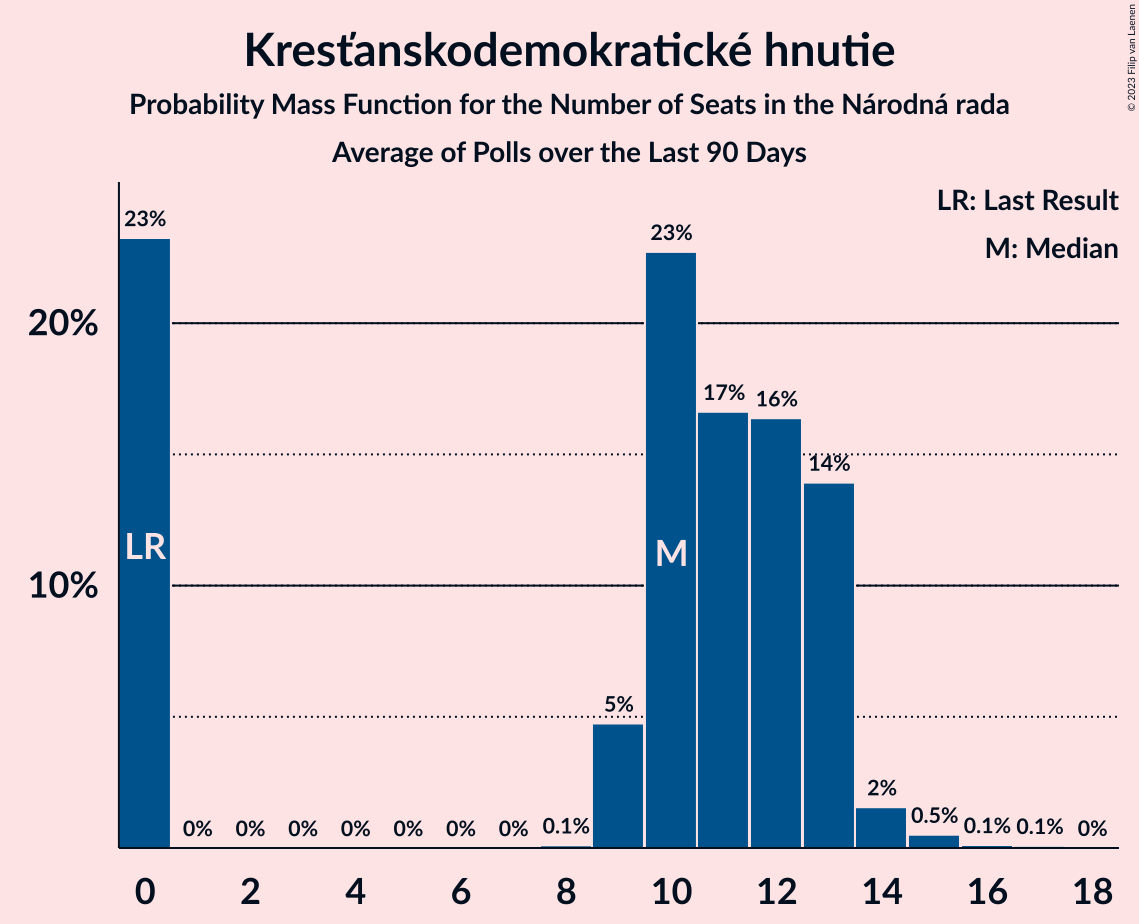 Kresťanskodemokratické hnutie
Probability Mass Function for the Number of Seats in the Národná rada
Average of Polls over the Last 90 Days
© 2023 Filip van Laenen
LR: Last Result
M: Median
23%
23%
20%
17%
16%
14%
LR
M
10%
5%
2%
0% 0% 0% 0% 0% 0% 0% 0.1% 0.5% 0.1% 0.1% 0%
0 2 4 6 8 10 12 14 16 18